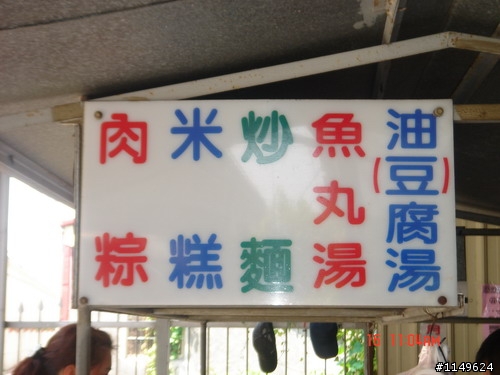 油(豆)腐湯
魚丸湯
炒麵
米糕
肉粽
#1149624